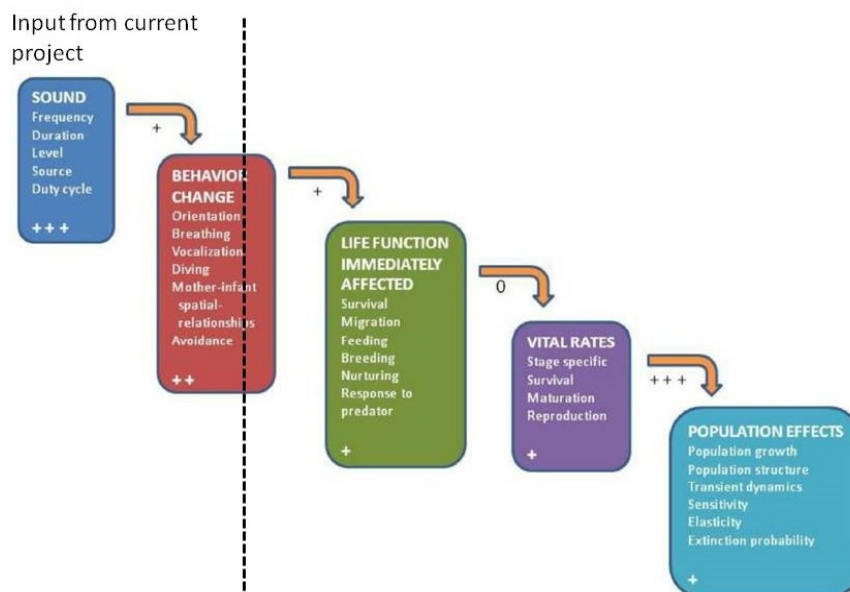 Input from current
project
SOUND
Frequency
Duration
Level
Source
Duty cycle
+ + +
+
BEHAVIOR
CHANGE
Orientation
Breathing
Vocalization
Diving
Mother-infant
spatial-
relationships
Avoidance
+ +
+
LIFE FUNCTION
IMMEDIATELY
AFFECTED
Survival
Migration
Feeding
Breeding
Nurturing
Response to
predator
+
0
VITAL RATES
Stage specific
Survival
Maturation
Reproduction
+
+ + +
POPULATION EFFECTS
Population growth
Population structure
Transient dynamics
Sensitivity
Elasticity
Extinction probability
+